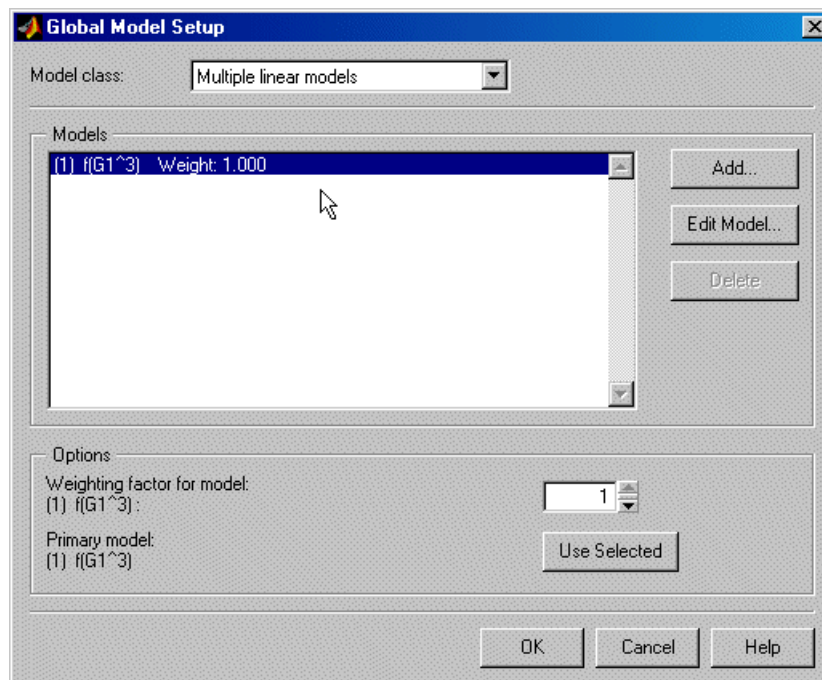 Global Model Setup
Model class:
Multiple linear models
Models
(1) f(G1^3) Weight: 1.000
Add...
Edit Model...
Delete
Options
Weighting factor for model:
(1) f(G1^3) :
1
Primary model:
(1) f(G1^3)
Use Selected
OK
Cancel
Help